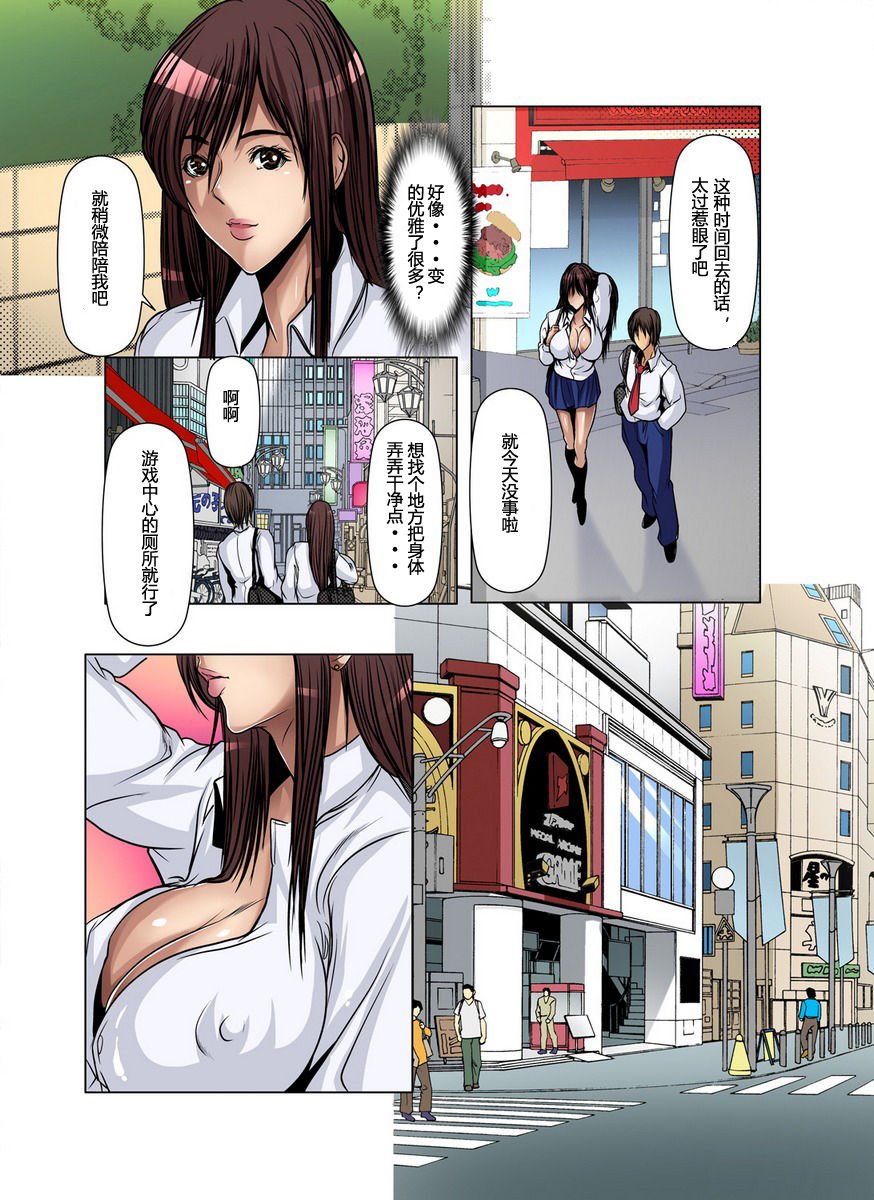 这种时间回去的话，
太过惹眼了吧
就今天没事啦
好像・・・变
的优雅了很多？
就稍微陪陪我吧
想找个地方把身体
弄弄干净点・・・
啊啊
游戏中心的厕所就行了
MEDAL
GAME
Y